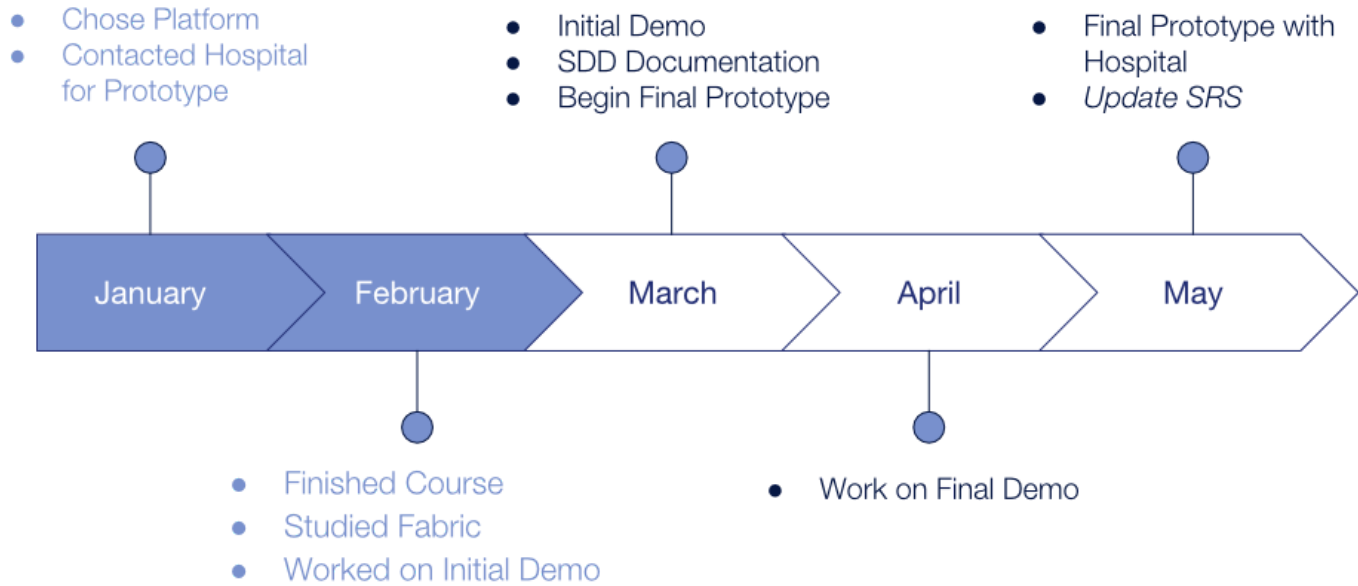 ● Chose Platform
● Contacted Hospital
for Prototype
● Initial Demo
● SDD Documentation
● Begin Final Prototype
● Final Prototype with
Hospital
● Update SRS
January
February
March
April
May
● Finished Course
● Studied Fabric
● Worked on Initial Demo
● Work on Final Demo